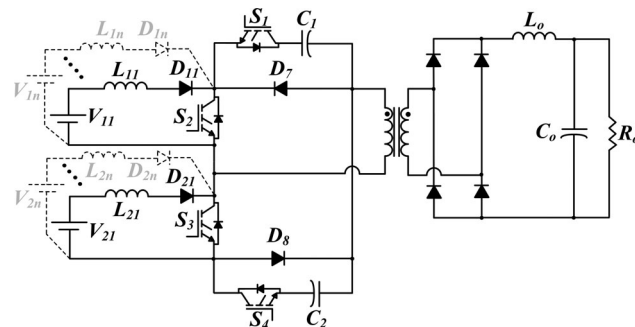 S1 C1
L1n D1n
L11 D11 D7 Lo
V1n V11 S2
Co Ro
L2n D2n
D21
V2n V21 L21 S3 D8
S4 C2